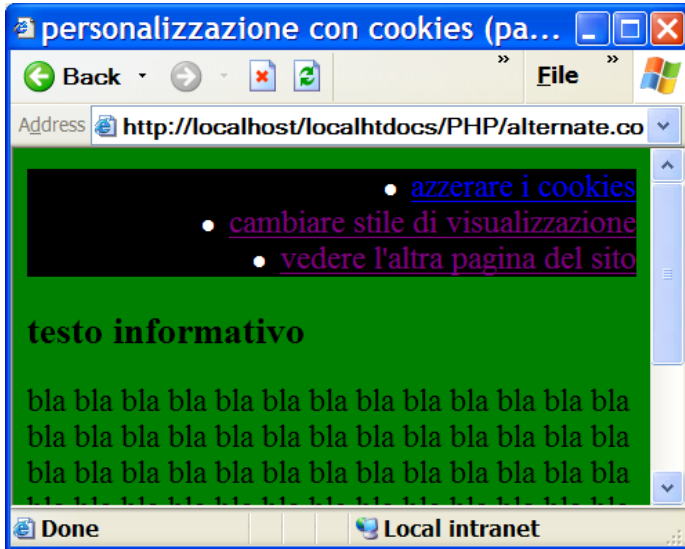 personalizzazione con cookies (pa...
Back
» File »
Address http://localhost/localhtdocs/PHP/alternate.co
• azzerare i cookies
• cambiare stile di visualizzazione
• vedere l'altra pagina del sito
testo informativo
bla bla bla bla bla bla bla bla bla bla bla bla bla
bla bla bla bla bla bla bla bla bla bla bla bla bla
bla bla bla bla bla bla bla bla bla bla bla bla bla
Done Local intranet